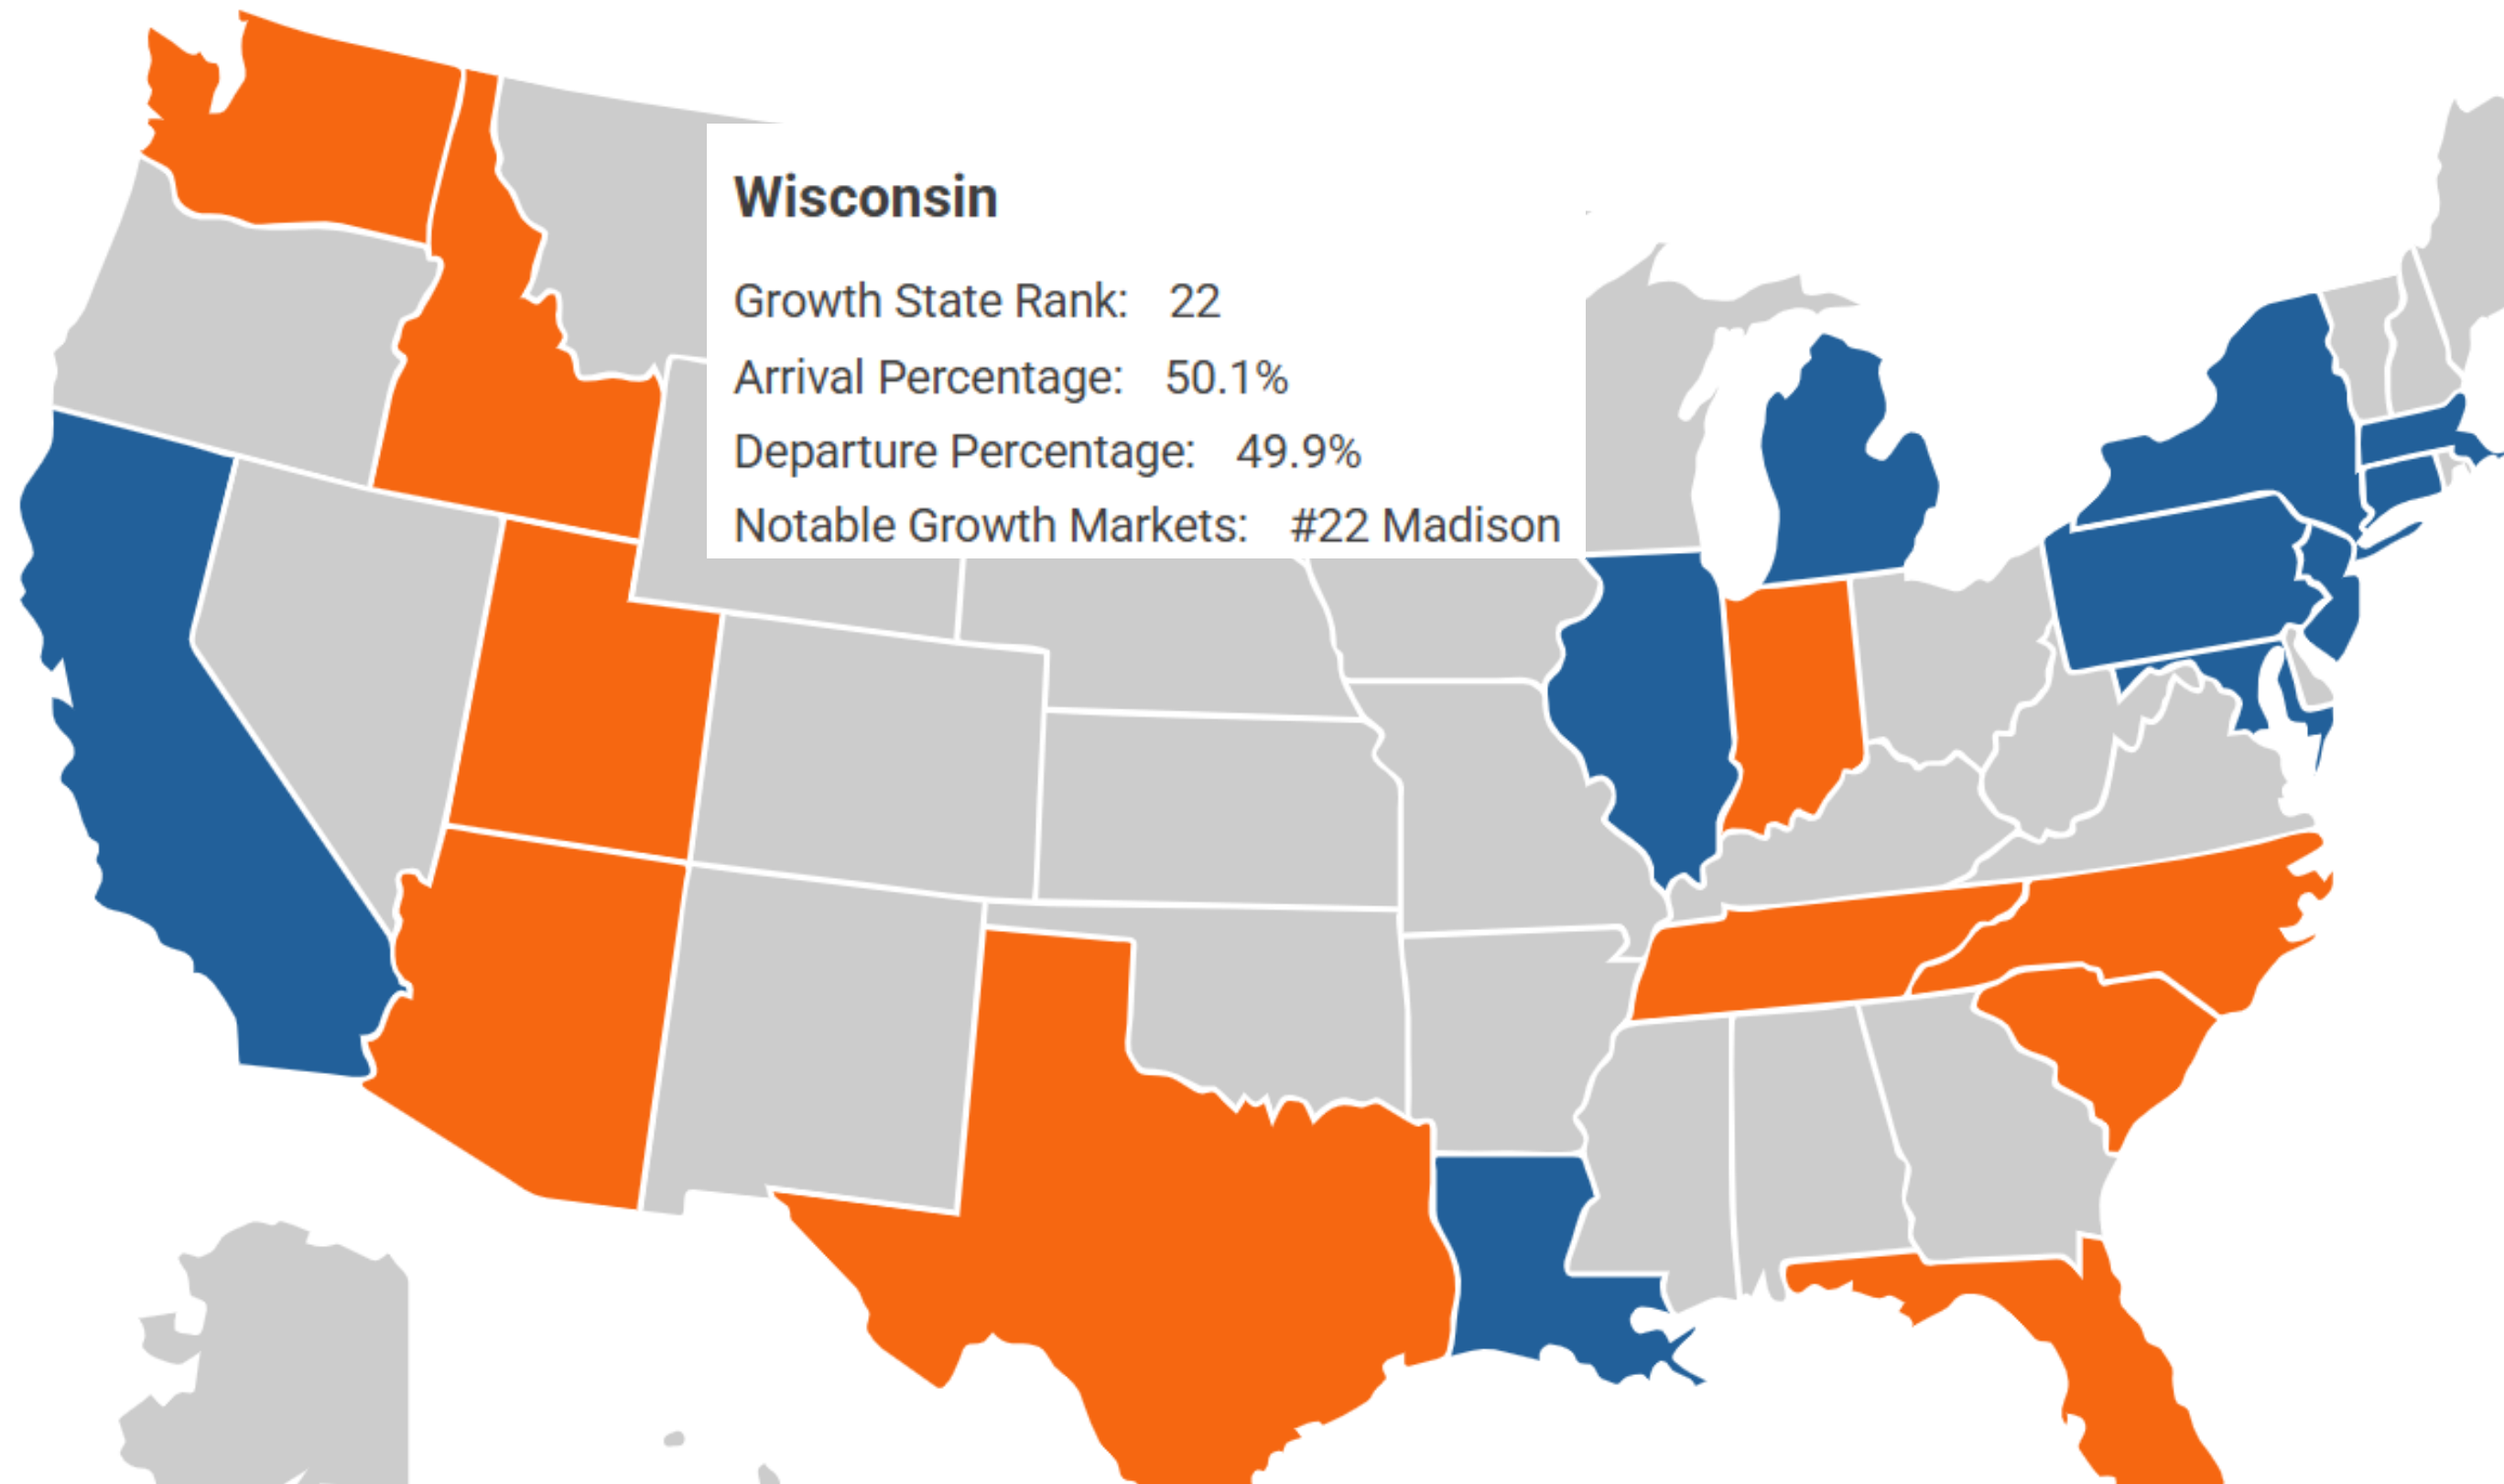 Wisconsin
Growth State Rank: 22
Arrival Percentage: 50.1%
Departure Percentage: 49.9%
Notable Growth Markets: #22 Madison